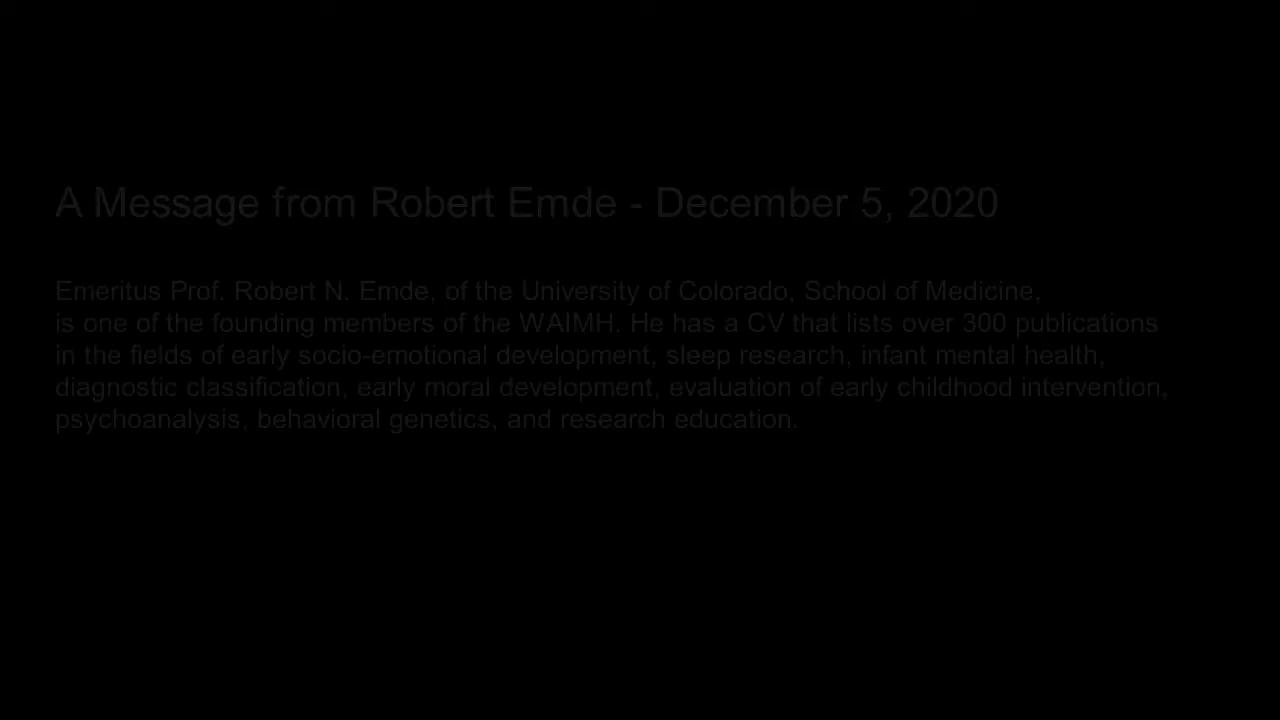 A Message from Robert Emde - December 5, 2020
Emeritus Prof. Robert N. Emde, of the University of Colorado, School of Medicine,
is one of the founding members of the WAIMH. He has a CV that lists over 300 publications
in the fields of early socio-emotional development, sleep research, infant mental health,
diagnostic classification, early moral development, evaluation of early childhood intervention,
psychoanalysis, behavioral genetics, and research education.